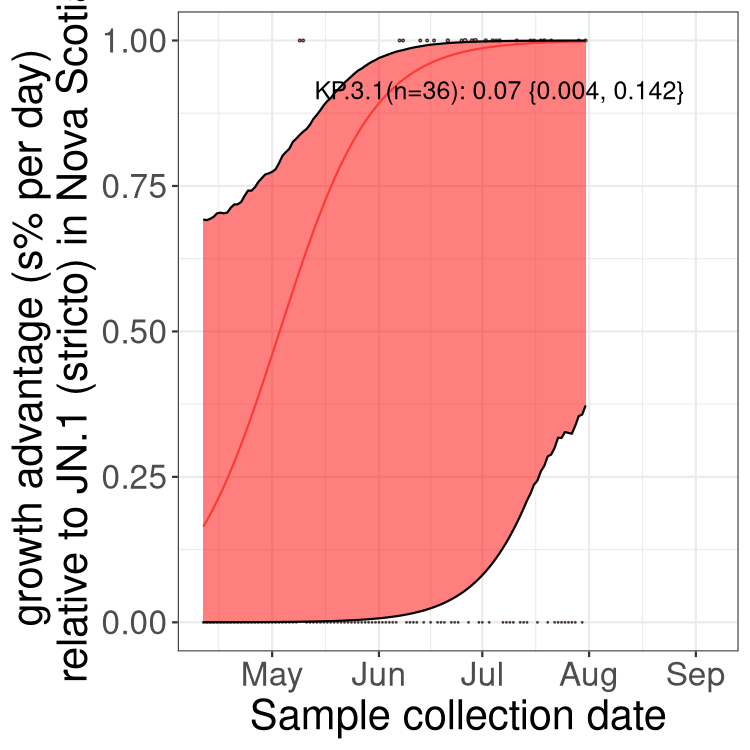 growth advantage (s% per day)
relative to JN.1 (stricto) in Nova Scotia
1.00
0.75
0.50
0.25
0.00
KP.3.1(n=36): 0.07 {0.004, 0.142}
May Jun Jul Aug Sep
Sample collection date